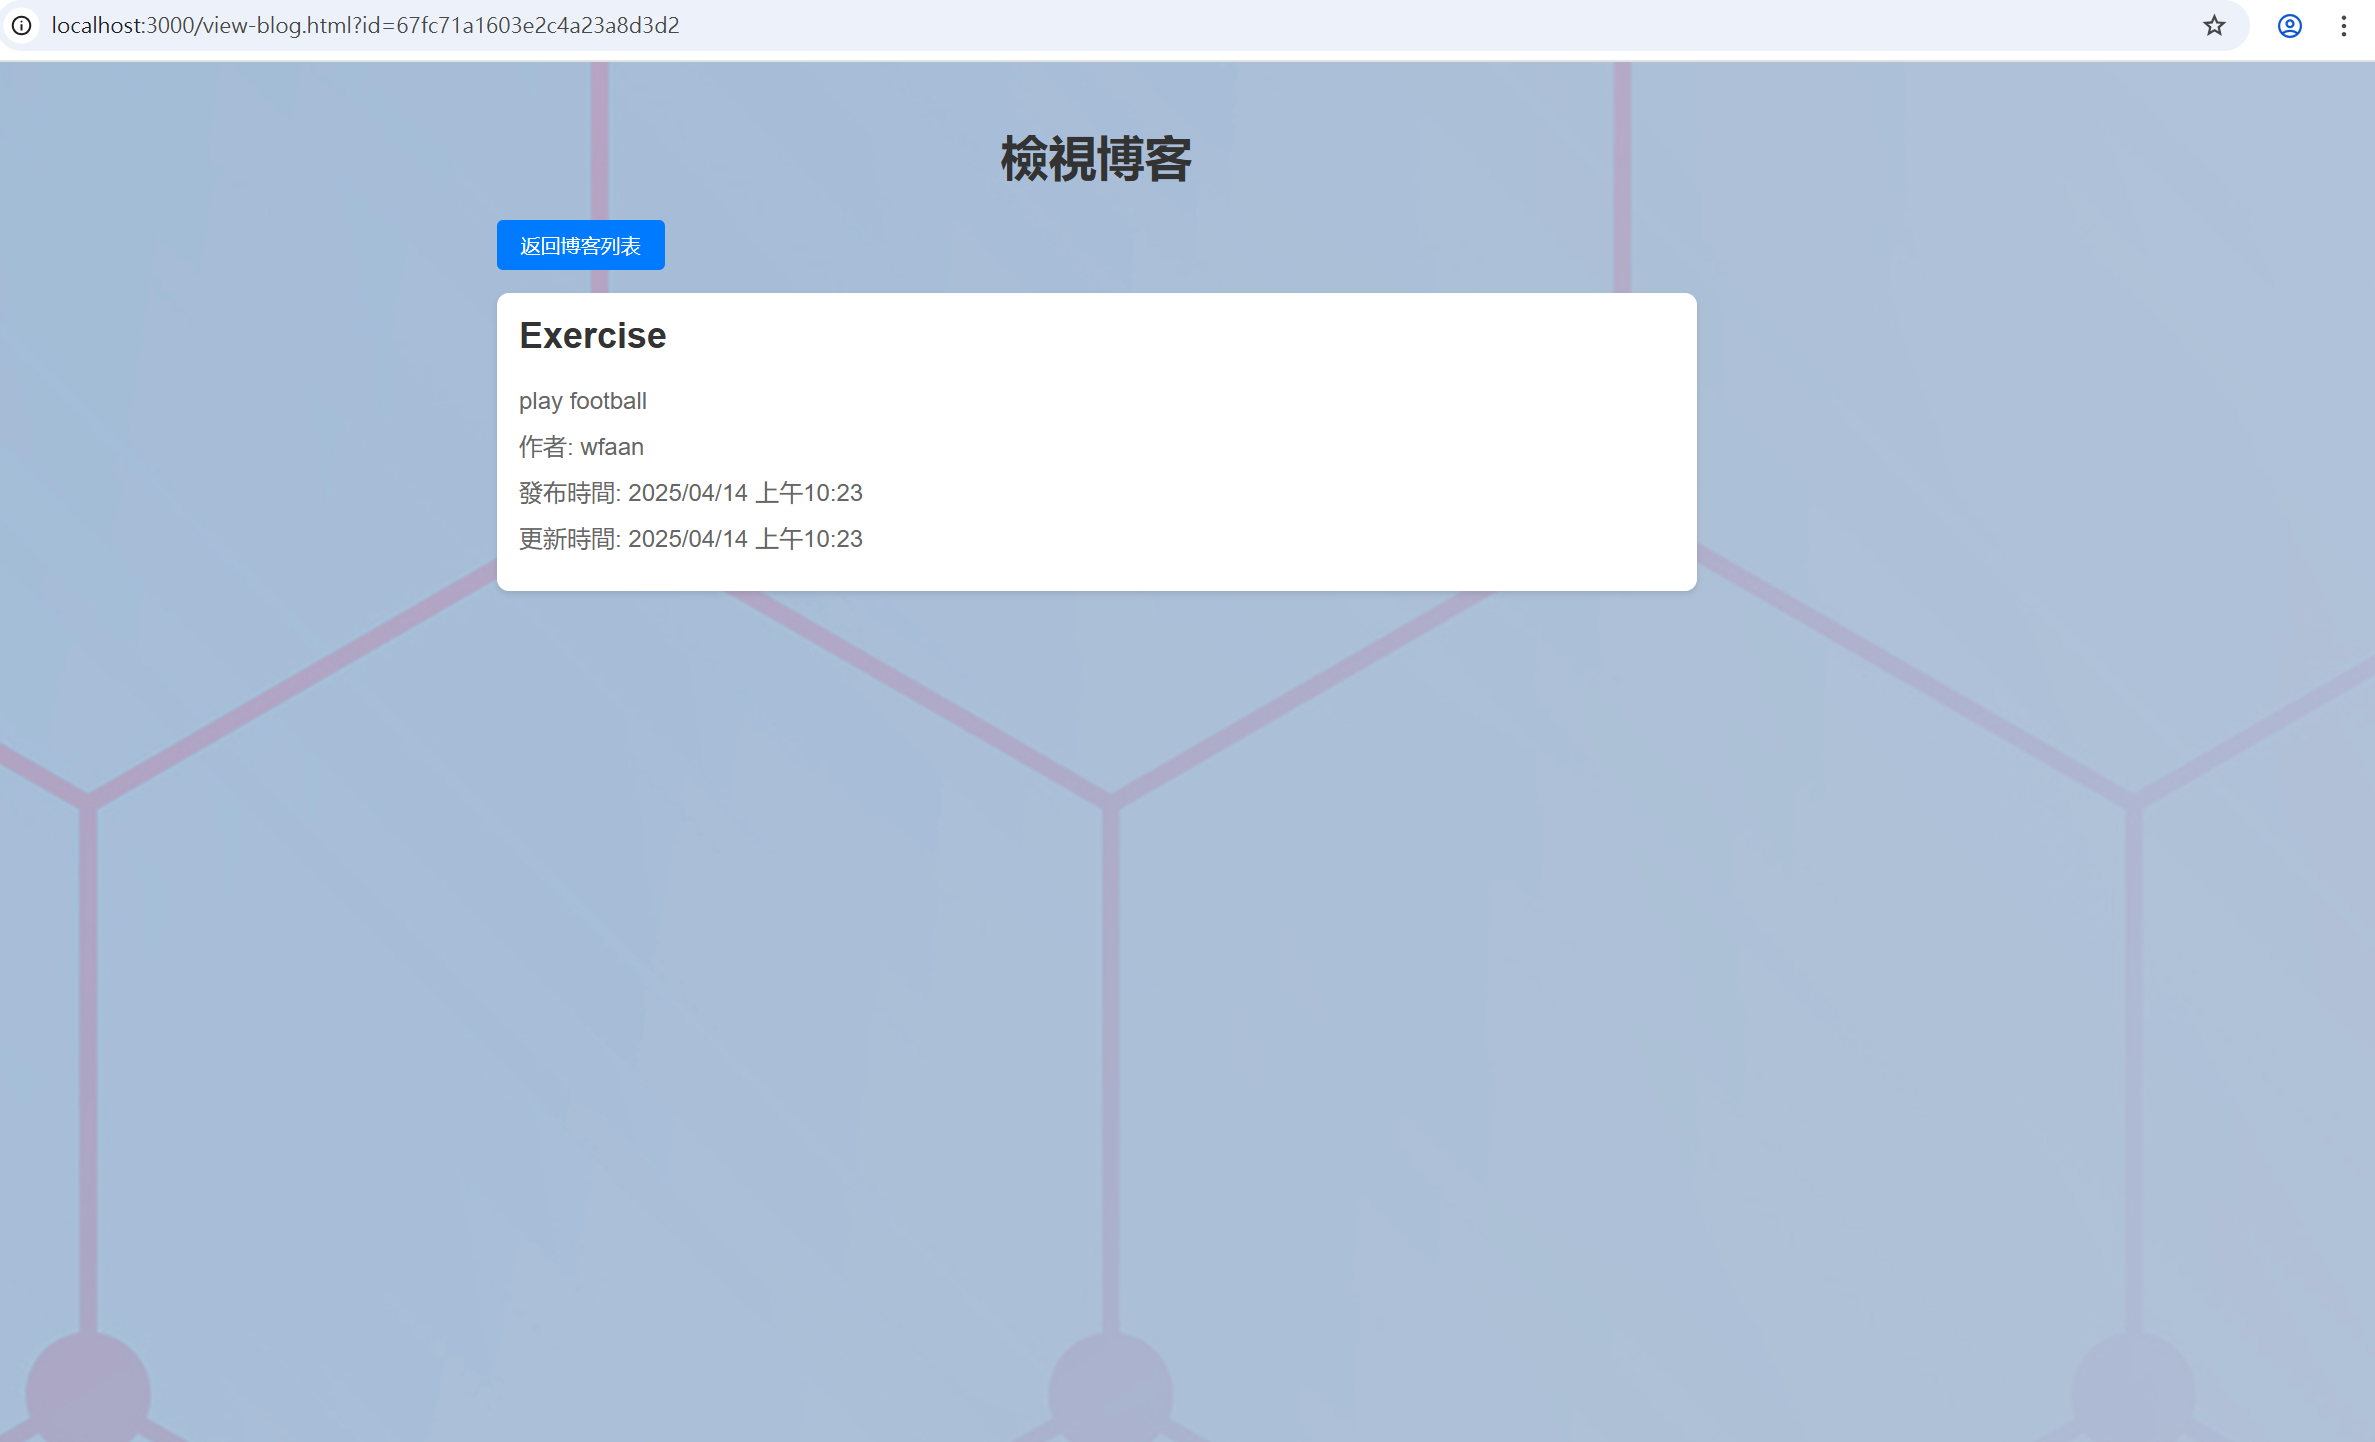 localhost:3000/view-blog.html?id=67fc71a1603e2c4a23a8d3d2
檢視博客
返回博客列表
Exercise
play football
作者: wfaan
發布時間: 2025/04/14 上午10:23
更新時間: 2025/04/14 上午10:23